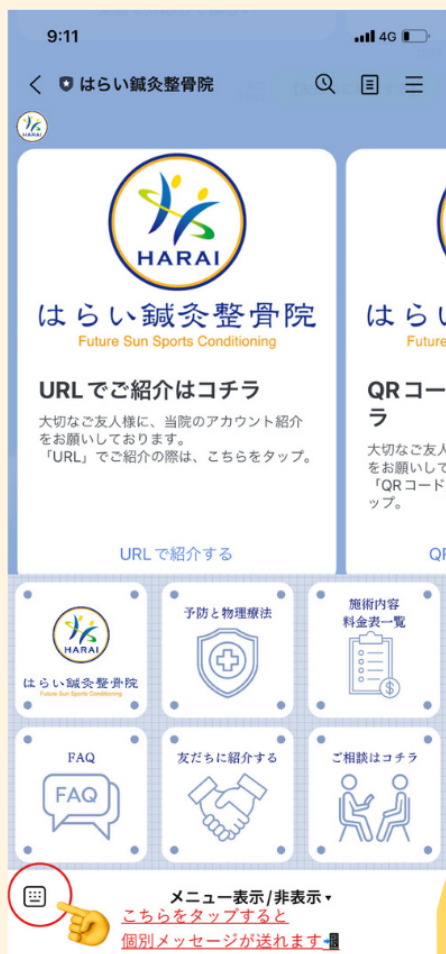 9:11
4G
はらい鍼灸整骨院
HARAI
HARAI
はらい鍼灸整骨院
Future Sun Sports Conditioning
URLでご紹介はコチラ
大切なご友人様に、当院のアカウント紹介
をお願いしております。
「URL」でご紹介の際は、こちらをタップ。
URLで紹介する
はらい
Future
QRコー
ラ
大切なご友人
をお願いして
「QRコード
ップ。
QR
HARAI
はらい鍼灸整骨院
Future Sun Sports Conditioning
予防と物理療法
施術内容
料金表一覧
FAQ
FAQ
友だちに紹介する
ご相談はコチラ
メニュー表示/非表示▾
こちらをタップすると
個別メッセージが送れます📲